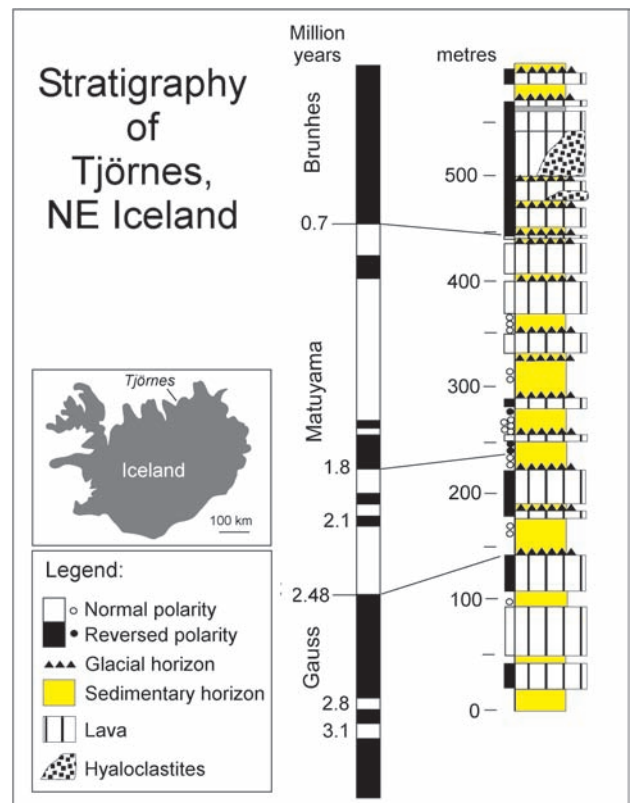 Stratigraphy
of
Tjörnes,
NE Iceland
Tjörnes
Iceland
100 km
Legend:
Normal polarity
Reversed polarity
Glacial horizon
Sedimentary horizon
Lava
Hyaloclastites
Million
years
Brunhes
0.7
Matuyama
1.8
2.1
2.48
Gauss
2.8
3.1
metres
500
400
300
200
100
0